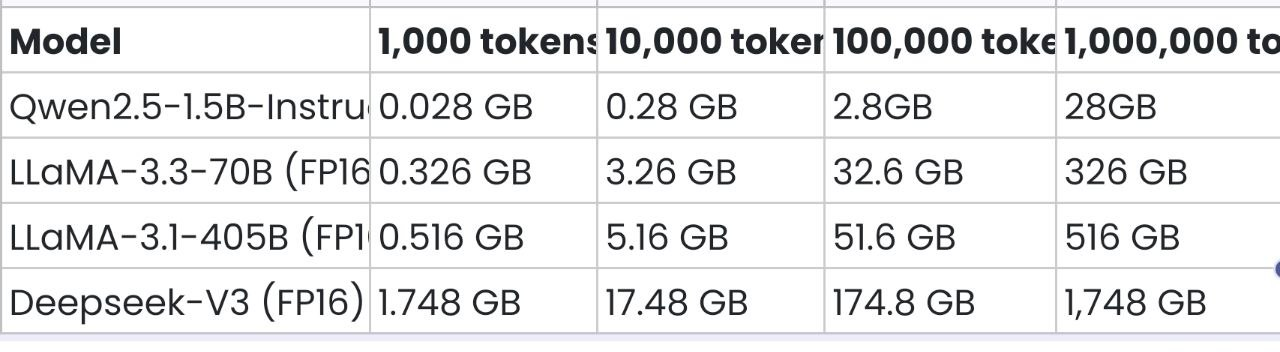 Model 1,000 tokens 10,000 token 100,000 toke 1,000,000 to
Qwen2.5-1.5B-Instru 0.028 GB 0.28 GB 2.8GB 28GB
LLaMA-3.3-70B (FP16 0.326 GB 3.26 GB 32.6 GB 326 GB
LLaMA-3.1-405B (FP1 0.516 GB 5.16 GB 51.6 GB 516 GB
Deepseek-V3 (FP16) 1.748 GB 17.48 GB 174.8 GB 1,748 GB